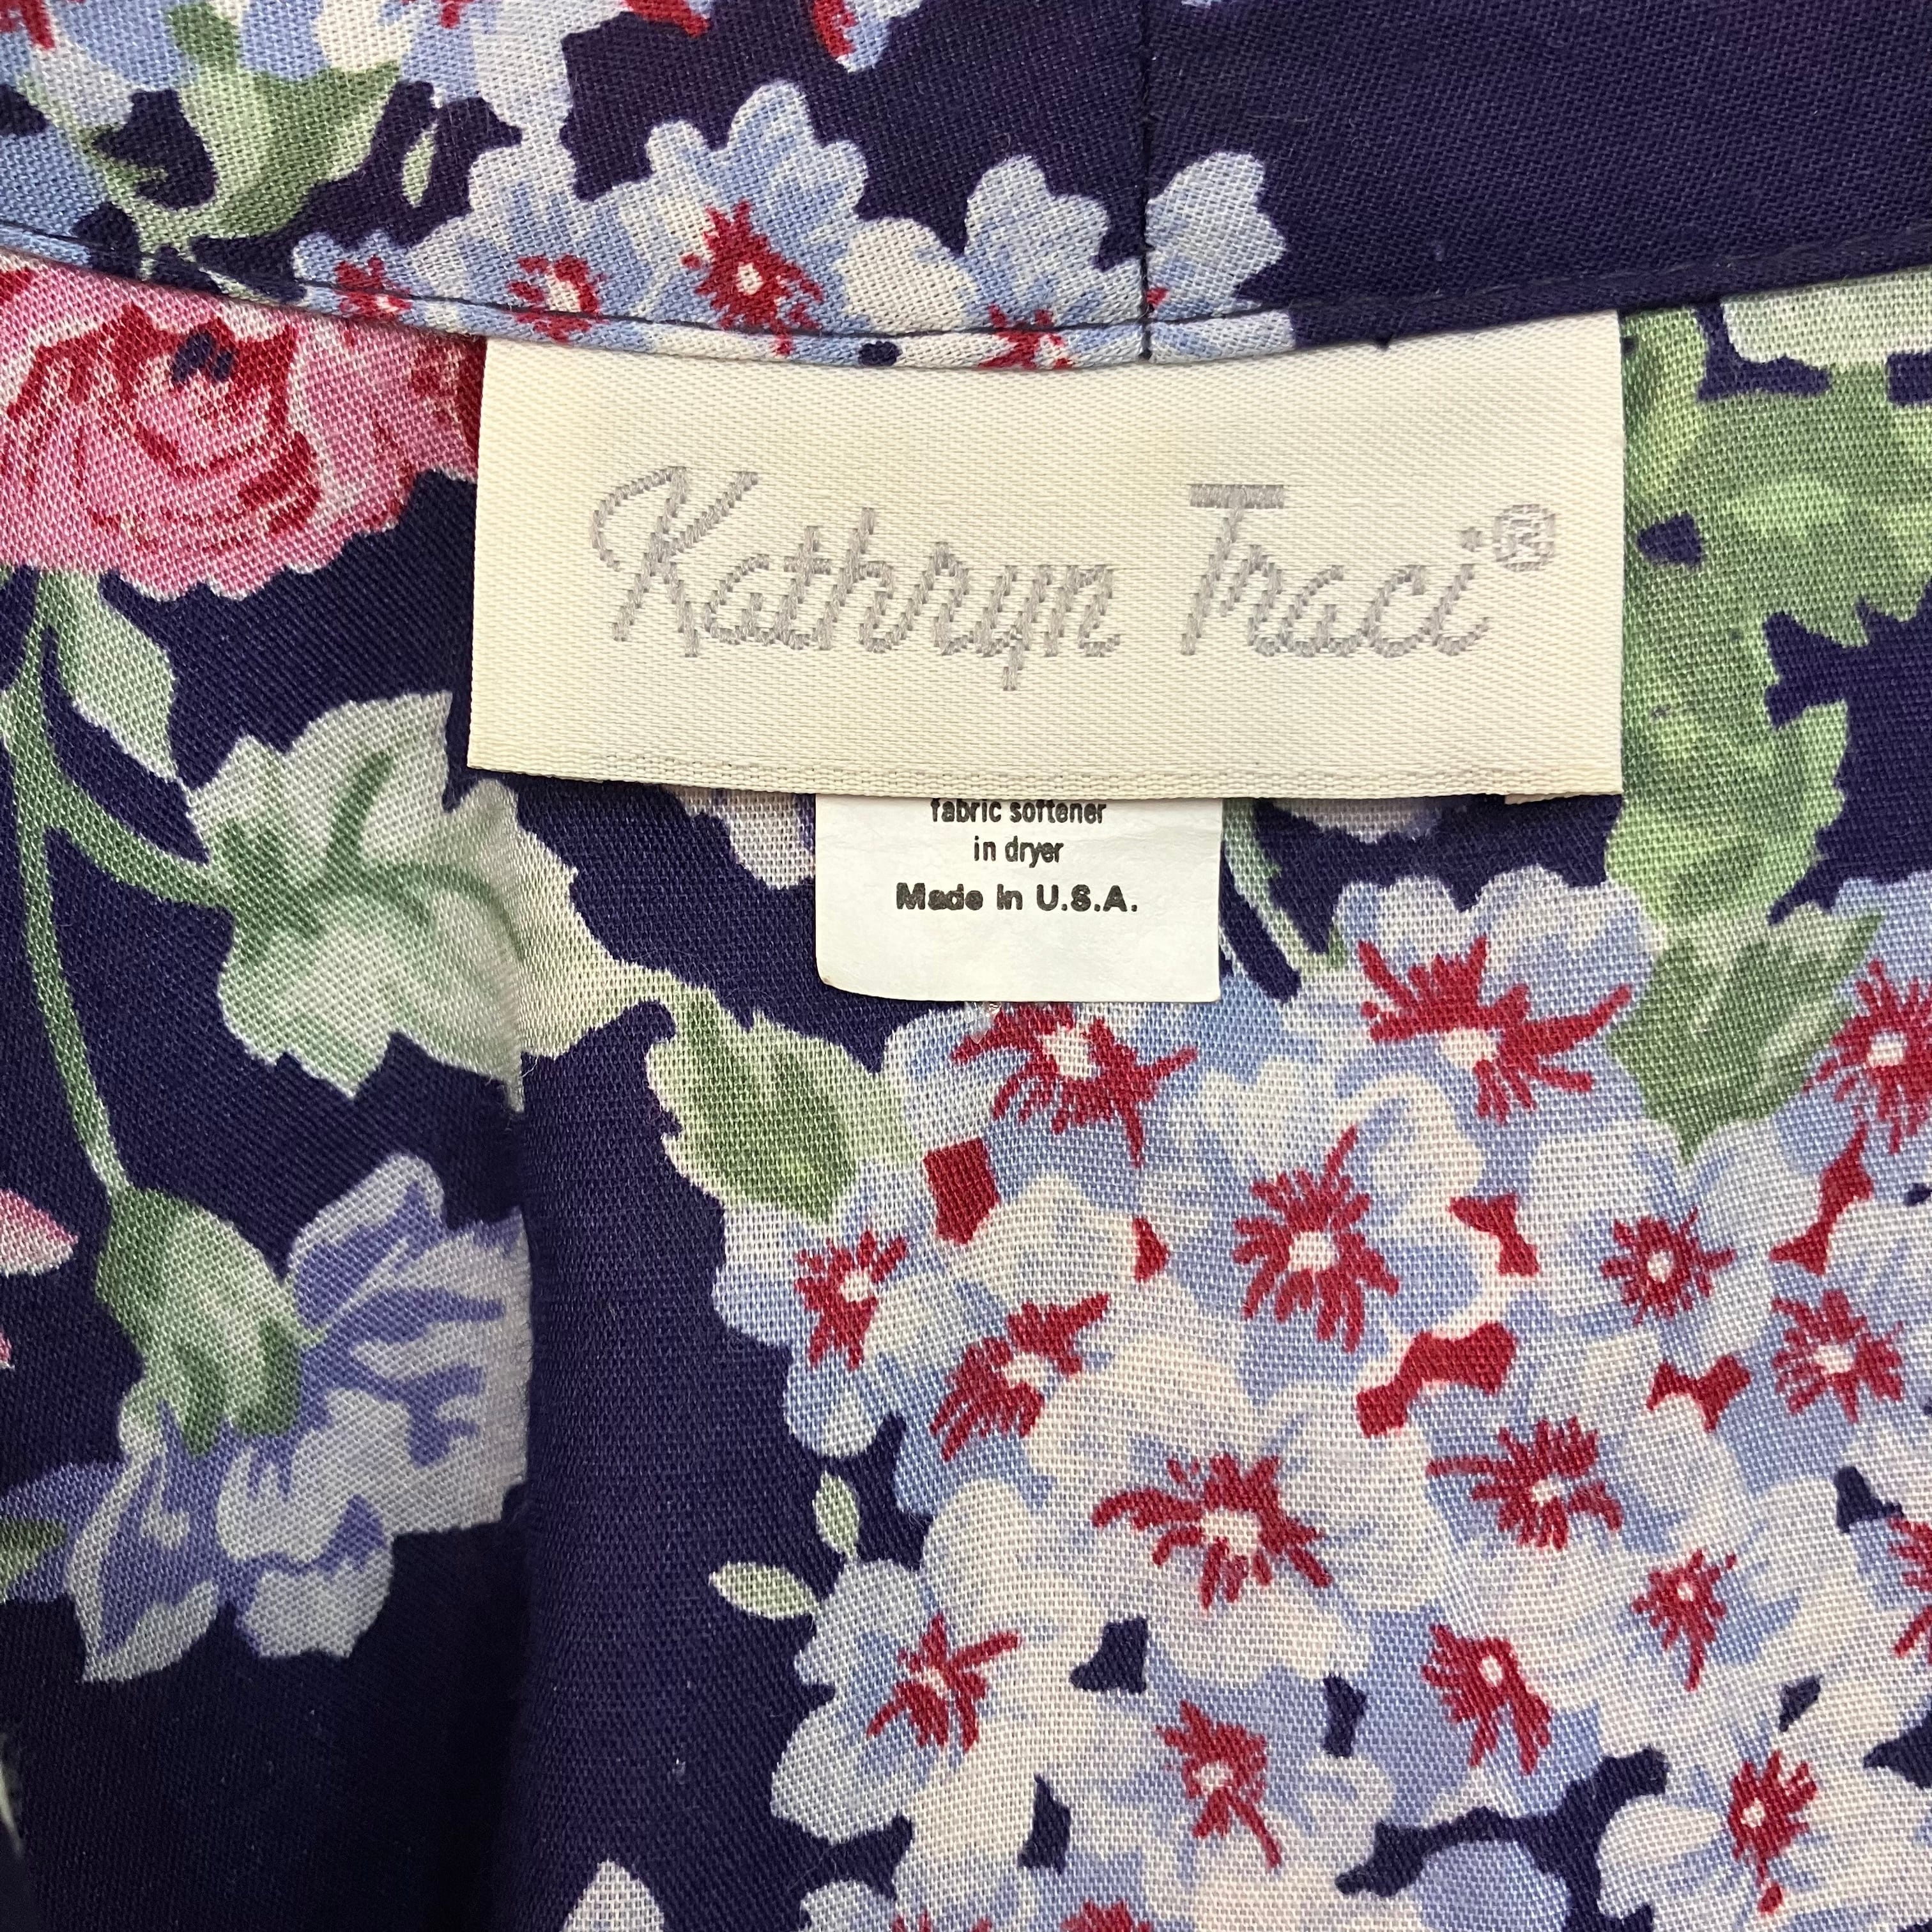 Kathryn Traci®
fabric softener
in dryer
Made in U.S.A.